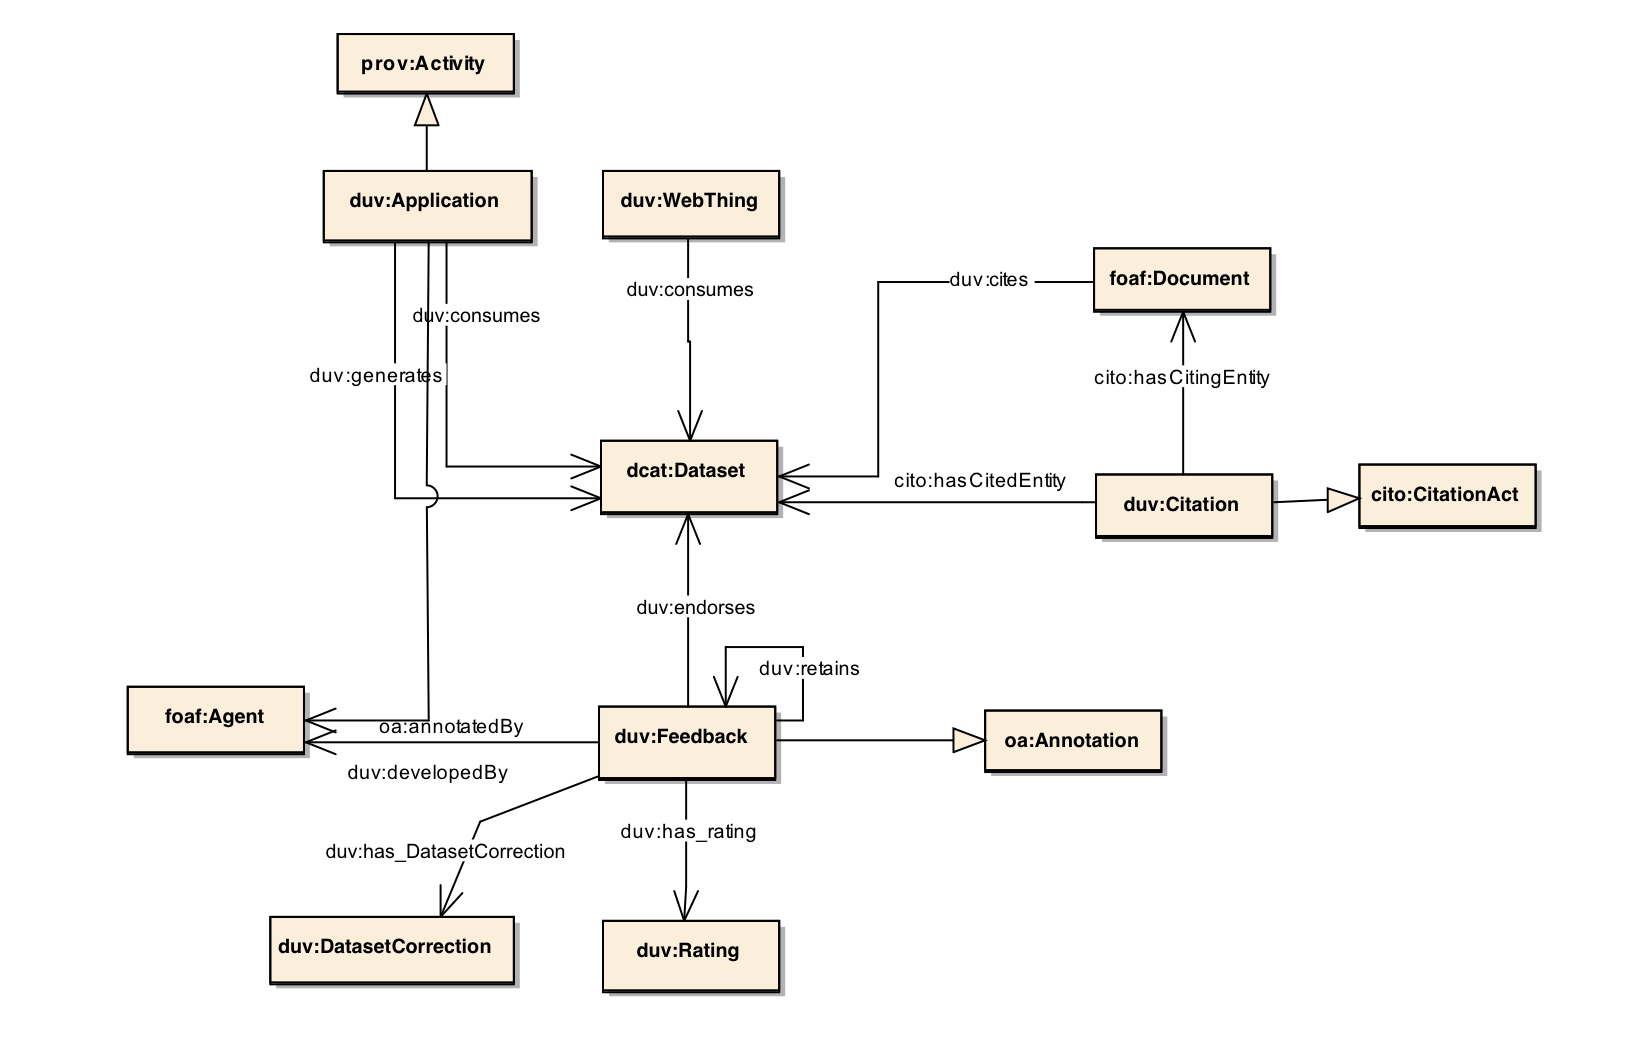 prov:Activity
duv:Application
duv:WebThing
duv:consumes
duv:cites
foaf:Document
duv:consumes
duv:generates
cito:hasCitingEntity
dcat:Dataset
cito:hasCitedEntity
duv:Citation
cito:CitationAct
duv:endorses
duv:retains
foaf:Agent
oa:annotatedBy
duv:Feedback
oa:Annotation
duv:developedBy
duv:has_rating
duv:has_DatasetCorrection
duv:DatasetCorrection
duv:Rating